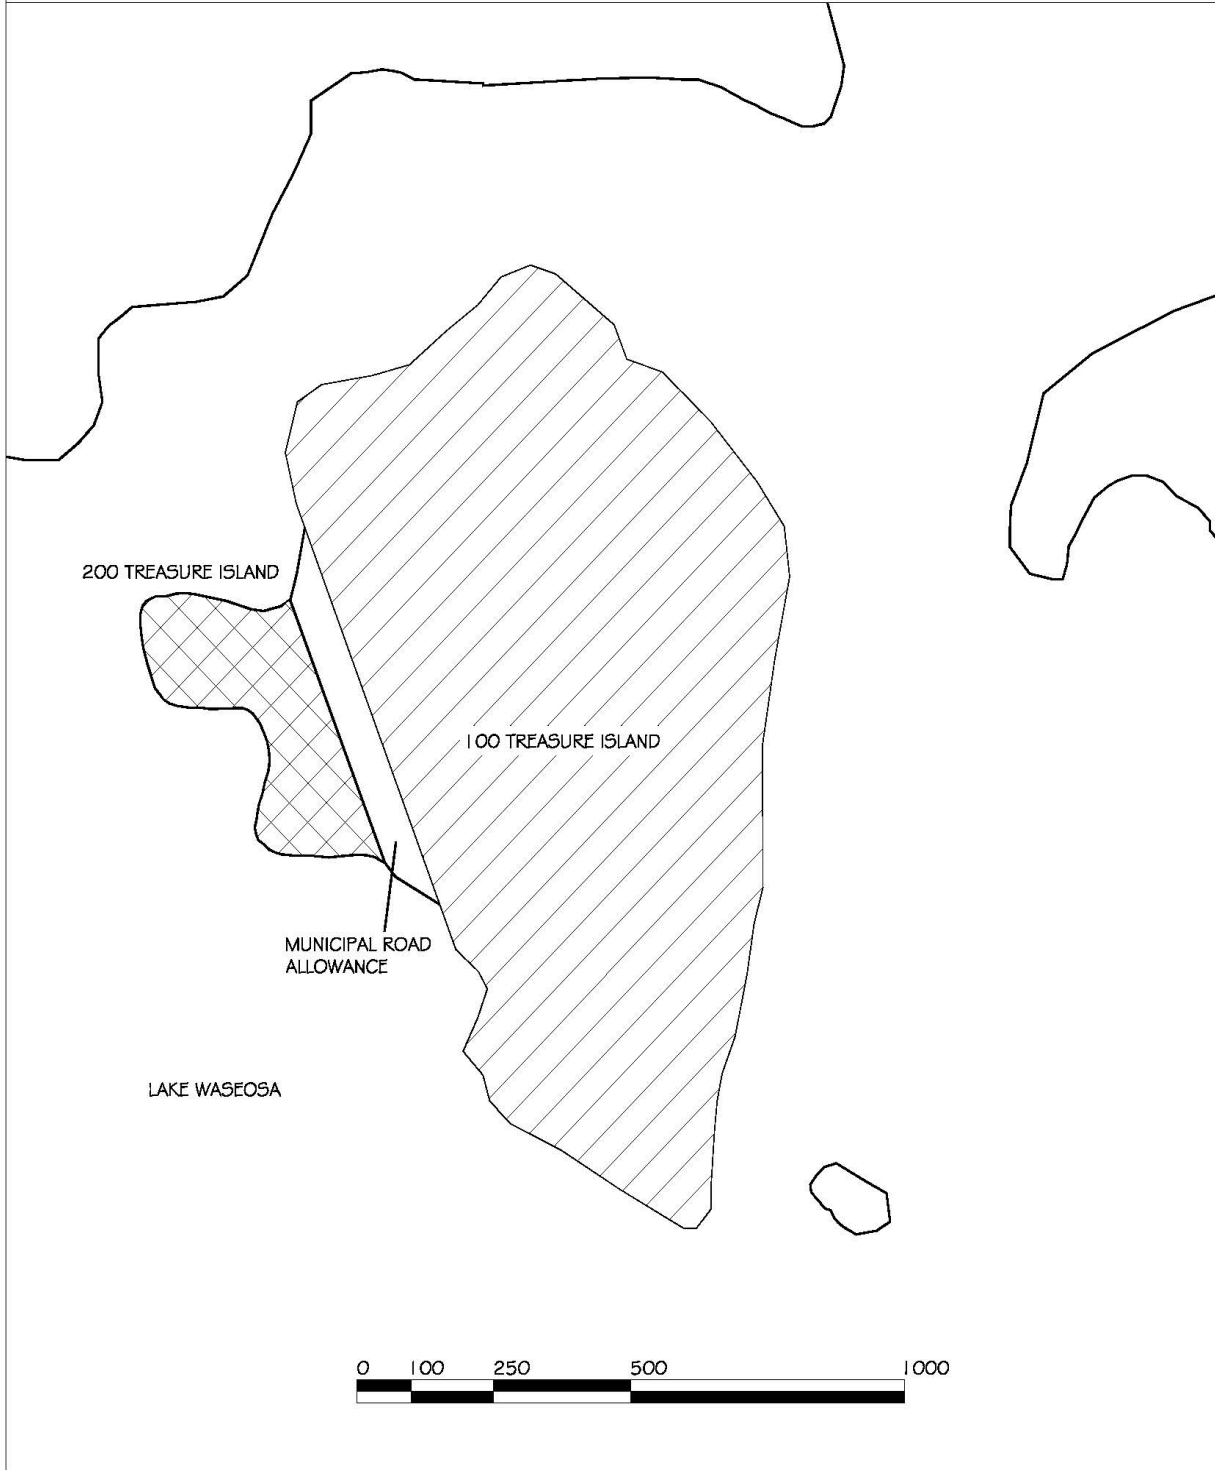 200 TREASURE ISLAND
100 TREASURE ISLAND
MUNICIPAL ROAD
ALLOWANCE
LAKE WASEOSA
0 100 250 500 1000